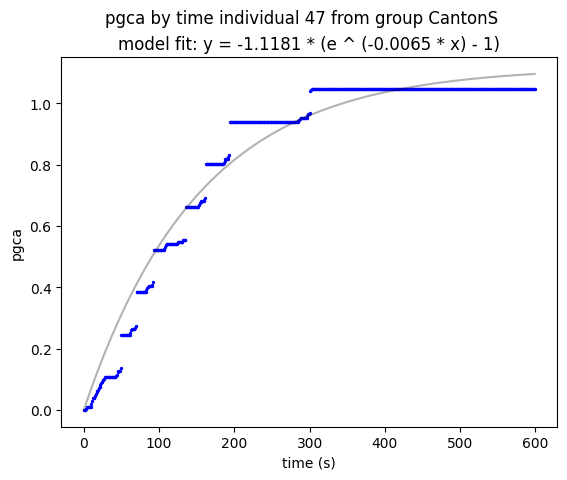 pgca by time individual 47 from group CantonS
model fit: y = -1.1181 * (e ^ (-0.0065 * x) - 1)
1.0
0.8
0.6
0.4
0.2
0.0
pgca
0 100 200 300 400 500 600
time (s)